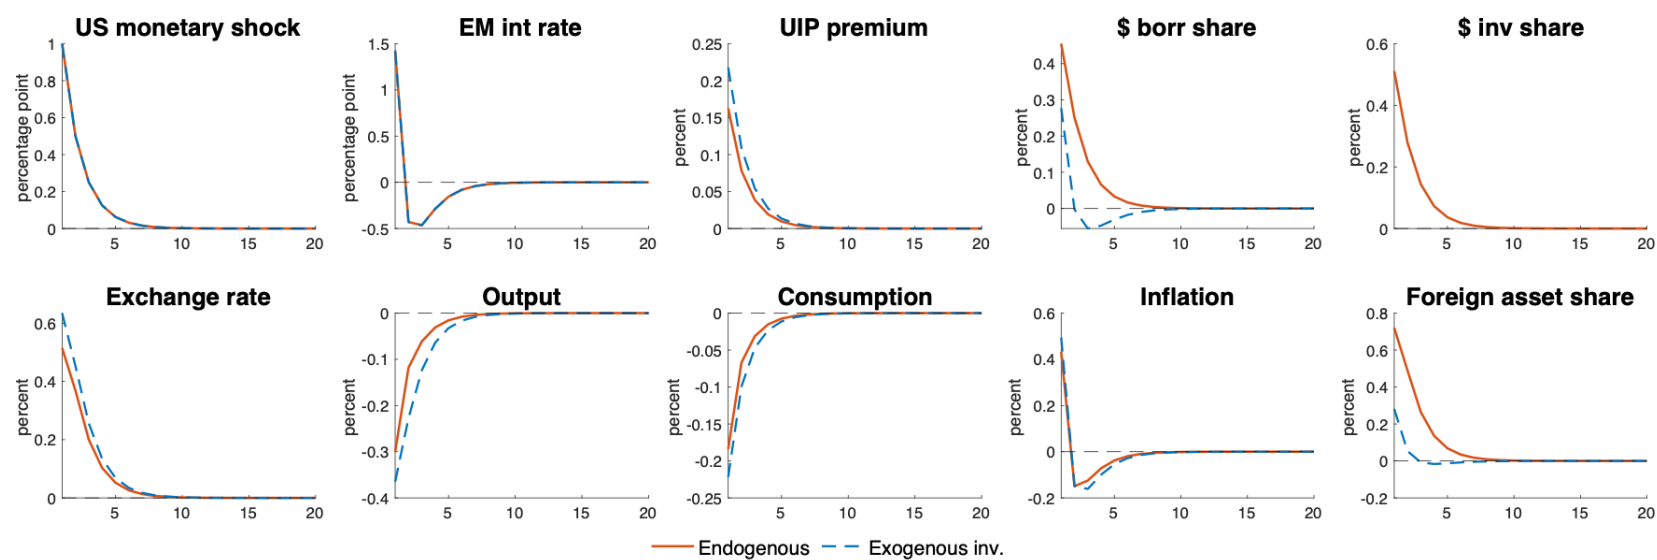 US monetary shock
EM int rate
UIP premium
$ borr share
$ inv share
percentage point
1
0.8
0.6
0.4
0.2
0
5 10 15 20
percentage point
1.5
1
0.5
0
-0.5
5 10 15 20
percent
0.25
0.2
0.15
0.1
0.05
0
5 10 15 20
percent
0.4
0.3
0.2
0.1
0
5 10 15 20
percent
0.6
0.4
0.2
0
5 10 15 20
Exchange rate
Output
Consumption
Inflation
Foreign asset share
percent
0.6
0.4
0.2
0
5 10 15 20
percent
0
-0.1
-0.2
-0.3
-0.4
5 10 15 20
percent
0
-0.05
-0.1
-0.15
-0.2
-0.25
5 10 15 20
percent
0.6
0.4
0.2
0
-0.2
5 10 15 20
percent
0.8
0.6
0.4
0.2
0
-0.2
5 10 15 20
Endogenous Exogenous inv.